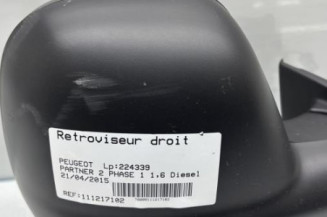 Retroviseur droit
PEUGEOT Lp:224339
PARTNER 2 PHASE 1 1.6 Diesel
21/04/2015
REF:111217102